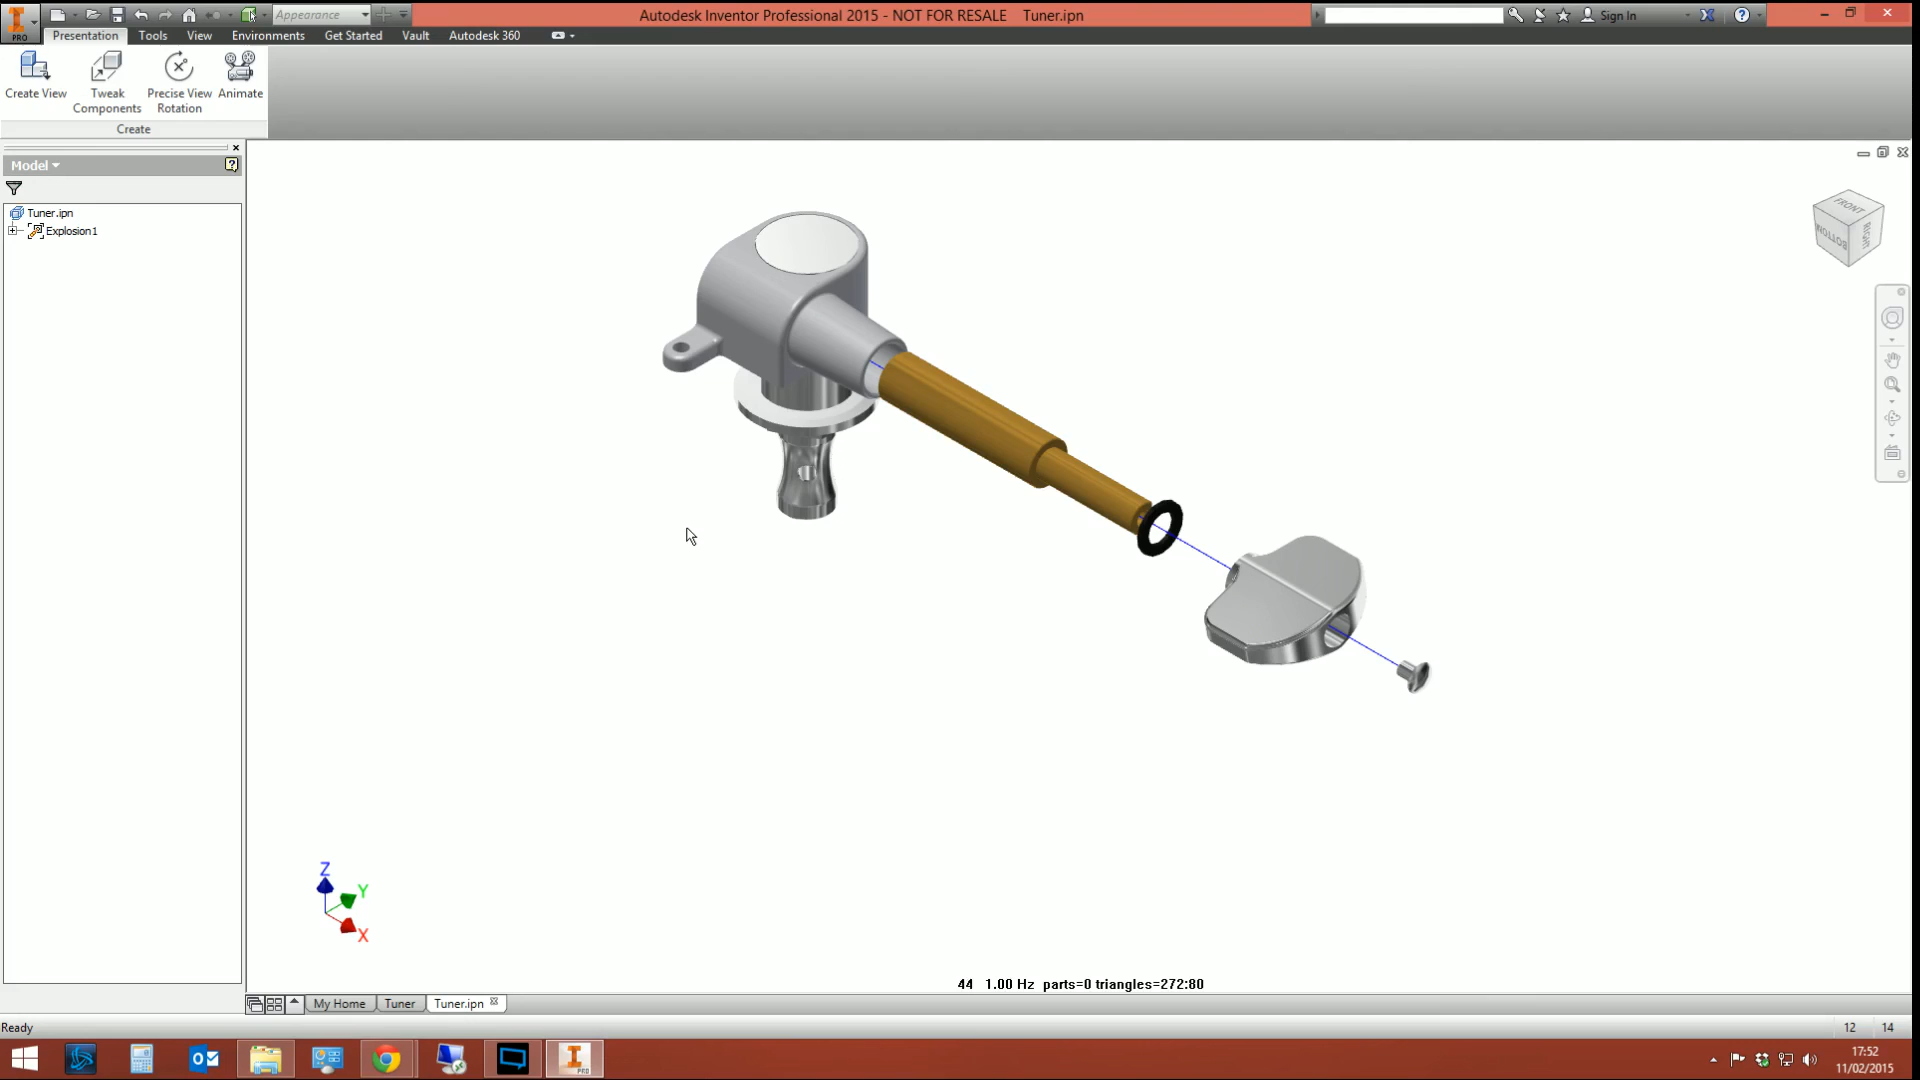 Appearance
Autodesk Inventor Professional 2015 - NOT FOR RESALE Tuner.ipn
Sign In
PRO
Presentation Tools View Environments Get Started Vault Autodesk 360
Create View
Tweak Components
Precise View Rotation
Animate
Create
Model
Tuner.ipn
Explosion1
FRONT
BOTTOM
RIGHT
Z
Y
X
44 1.00 Hz parts=0 triangles=272:80
My Home Tuner Tuner.ipn
Ready
12 14
PRO
17:52
11/02/2015